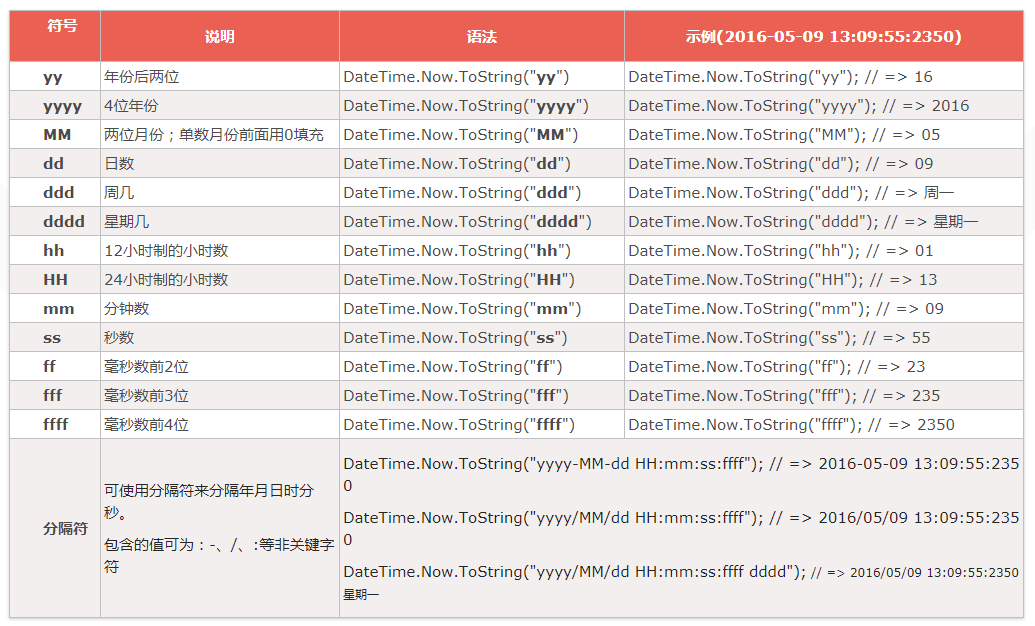 符号 说明 语法 示例(2016-05-09 13:09:55:2350)
yy 年份后两位 DateTime.Now.ToString("yy") DateTime.Now.ToString("yy"); // => 16
yyyy 4位年份 DateTime.Now.ToString("yyyy") DateTime.Now.ToString("yyyy"); // => 2016
MM 两位月份；单数月份前面用0填充 DateTime.Now.ToString("MM") DateTime.Now.ToString("MM"); // => 05
dd 日数 DateTime.Now.ToString("dd") DateTime.Now.ToString("dd"); // => 09
ddd 周几 DateTime.Now.ToString("ddd") DateTime.Now.ToString("ddd"); // => 周一
dddd 星期几 DateTime.Now.ToString("dddd") DateTime.Now.ToString("dddd"); // => 星期一
hh 12小时制的小时数 DateTime.Now.ToString("hh") DateTime.Now.ToString("hh"); // => 01
HH 24小时制的小时数 DateTime.Now.ToString("HH") DateTime.Now.ToString("HH"); // => 13
mm 分钟数 DateTime.Now.ToString("mm") DateTime.Now.ToString("mm"); // => 09
ss 秒数 DateTime.Now.ToString("ss") DateTime.Now.ToString("ss"); // => 55
ff 毫秒数前2位 DateTime.Now.ToString("ff") DateTime.Now.ToString("ff"); // => 23
fff 毫秒数前3位 DateTime.Now.ToString("fff") DateTime.Now.ToString("fff"); // => 235
ffff 毫秒数前4位 DateTime.Now.ToString("ffff") DateTime.Now.ToString("ffff"); // => 2350
分隔符
可使用分隔符来分隔年月日时分
秒。
包含的值可为：-、/、:等非关键字
符
DateTime.Now.ToString("yyyy-MM-dd HH:mm:ss:ffff"); // => 2016-05-09 13:09:55:235
0
DateTime.Now.ToString("yyyy/MM/dd HH:mm:ss:ffff"); // => 2016/05/09 13:09:55:235
0
DateTime.Now.ToString("yyyy/MM/dd HH:mm:ss:ffff dddd"); // => 2016/05/09 13:09:55:2350
星期一